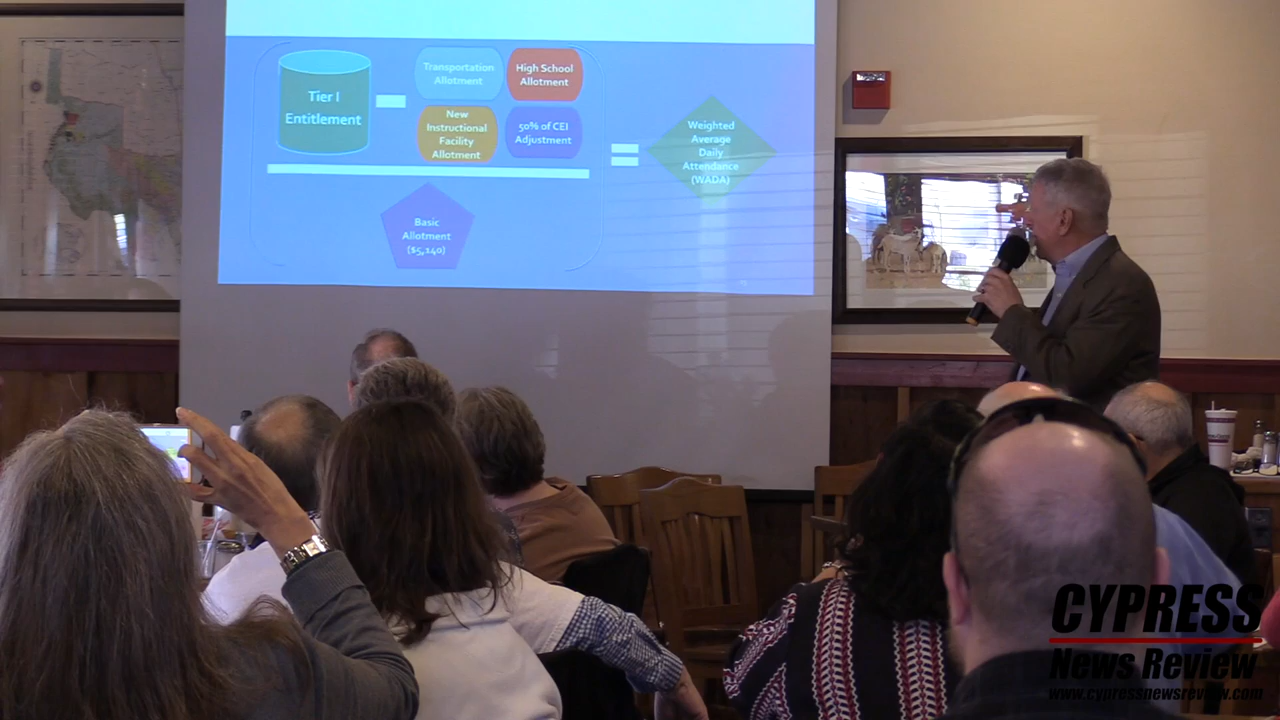 Tier I
Entitlement
Transportation
Allotment
High School
Allotment
New
Instructional
Facility
Allotment
50% of CEI
Adjustment
Weighted
Average
Daily
Attendance
(WADA)
Basic
Allotment
($5,140)
CYPRESS
News Review
www.cypressnewsreview.com